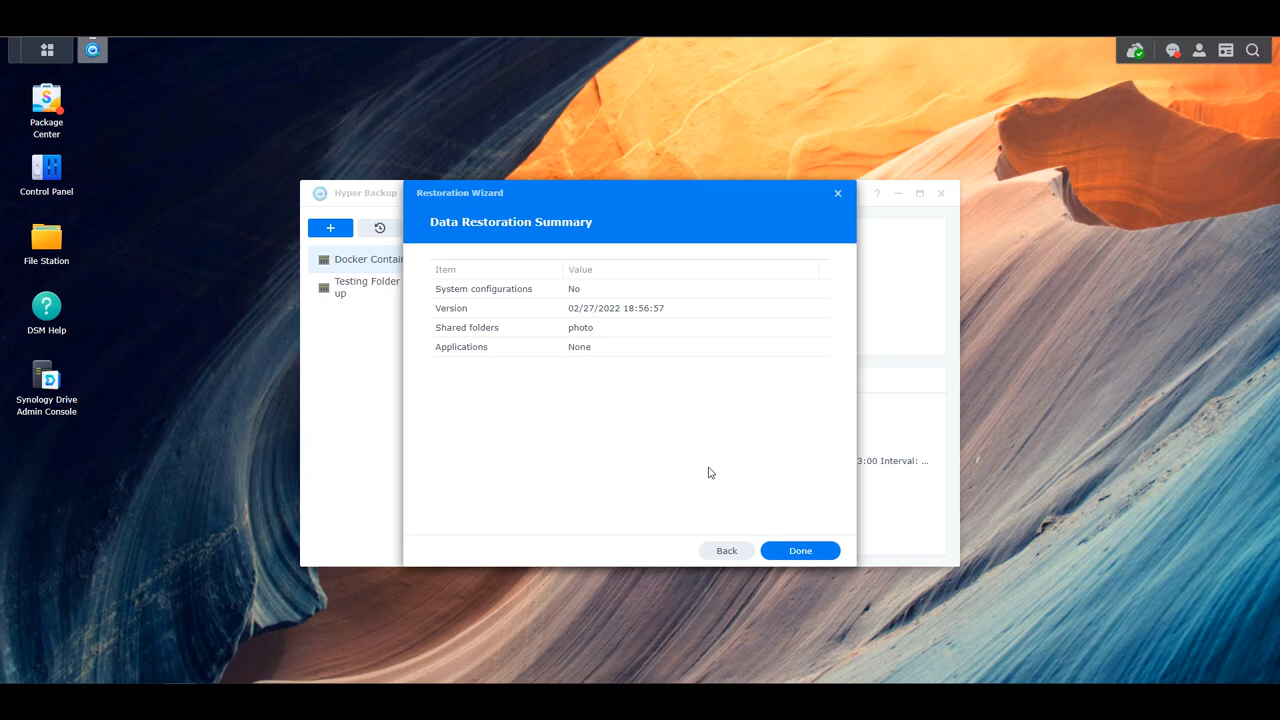 Package
Center
Control Panel
File Station
DSM Help
Synology Drive
Admin Console
Hyper Backup
Docker Contain
Testing Folder
up
Restoration Wizard
Data Restoration Summary
Item Value
System configurations No
Version 02/27/2022 18:56:57
Shared folders photo
Applications None
3:00 Interval: ...
Back Done